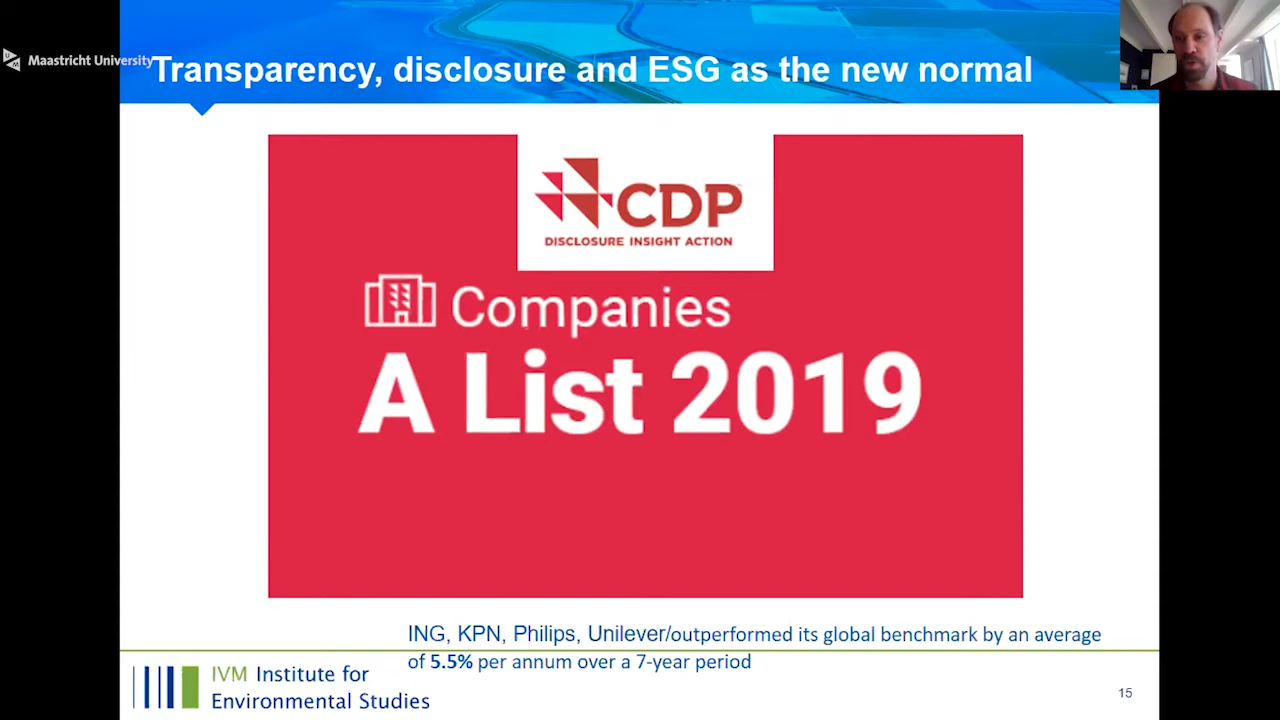 Maastricht University
Transparency, disclosure and ESG as the new normal
CDP
DISCLOSURE INSIGHT ACTION
Companies
A List 2019
ING, KPN, Philips, Unilever/outperformed its global benchmark by an average
of 5.5% per annum over a 7-year period
IVM Institute for
Environmental Studies
15